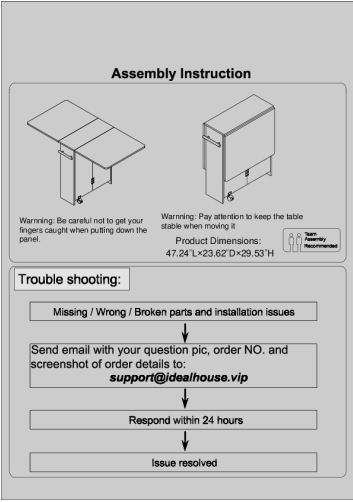 Assembly Instruction
Warnning: Be careful not to get your
fingers caught when putting down the
panel.
Warnning: Pay attention to keep the table
stable when moving it
Product Dimensions:
47.24"L×23.62"D×29.53"H
Team
Assembly
Recommended
Trouble shooting:
Missing / Wrong / Broken parts and installation issues
Send email with your question pic, order NO. and
screenshot of order details to:
support@idealhouse.vip
Respond within 24 hours
Issue resolved